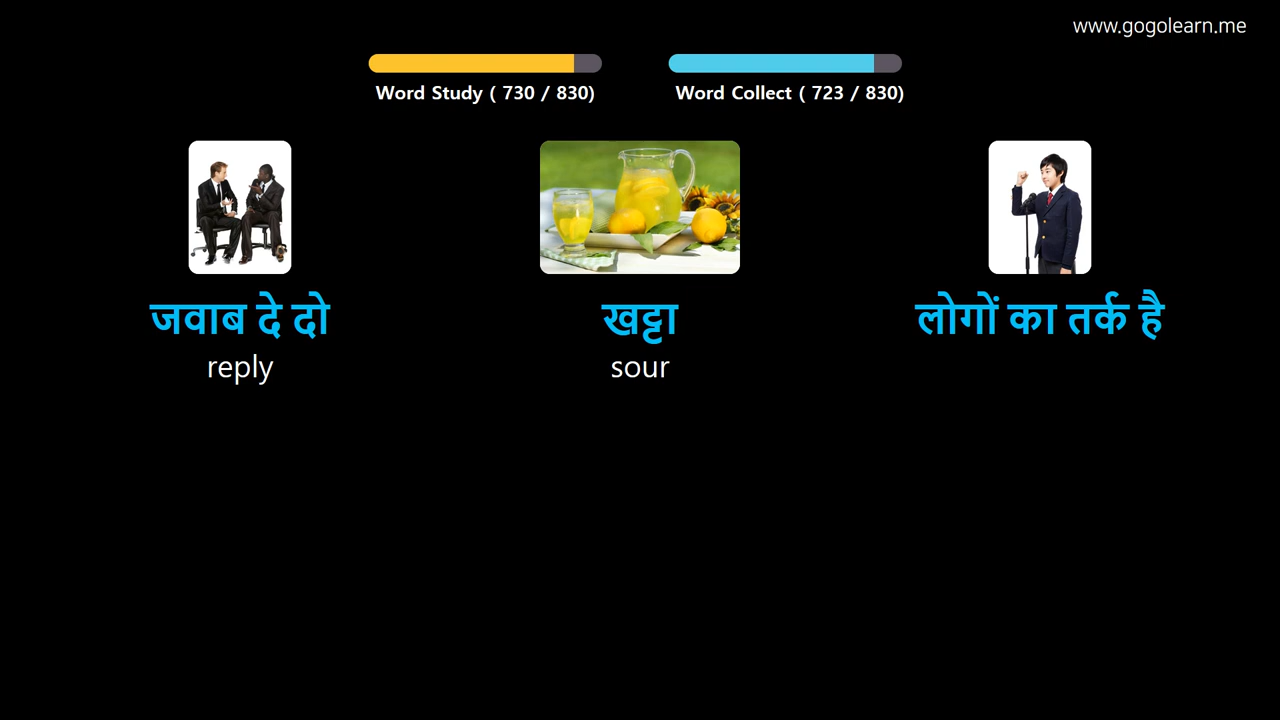 www.gogolearn.me
Word Study ( 730 / 830)
Word Collect ( 723 / 830)
जवाब दे दो
खट्टा
लोगों का तर्क है
reply
sour